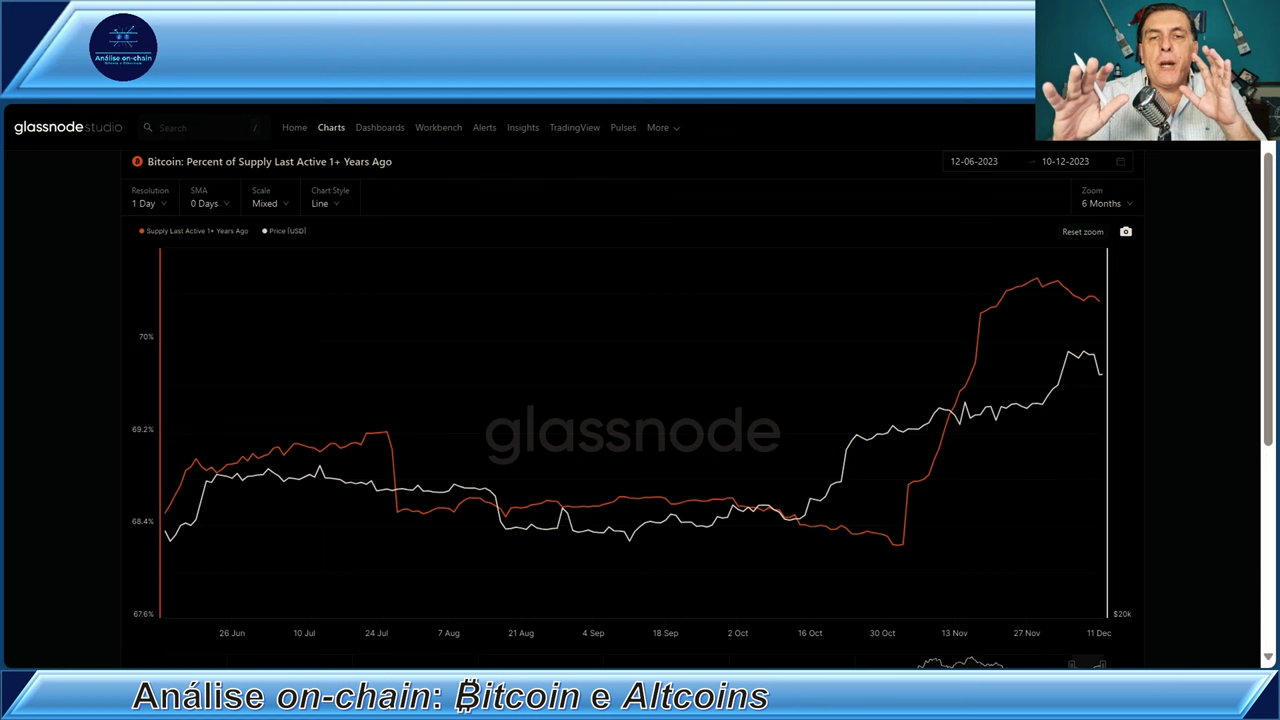 Análise on-chain
Bitcoin e Ethereum
glassnode studio Search / Home Charts Dashboards Workbench Alerts Insights TradingView Pulses More
Bitcoin: Percent of Supply Last Active 1+ Years Ago 12-06-2023 → 10-12-2023
Resolution SMA Scale Chart Style Zoom
1 Day 0 Days Mixed Line 6 Months
Supply Last Active 1+ Years Ago Price [USD] Reset zoom
70%
69.2%
glassnode
68.4%
67.6% $20k
26 Jun 10 Jul 24 Jul 7 Aug 21 Aug 4 Sep 18 Sep 2 Oct 16 Oct 30 Oct 13 Nov 27 Nov 11 Dec
Análise on-chain: ₿itcoin e Altcoins